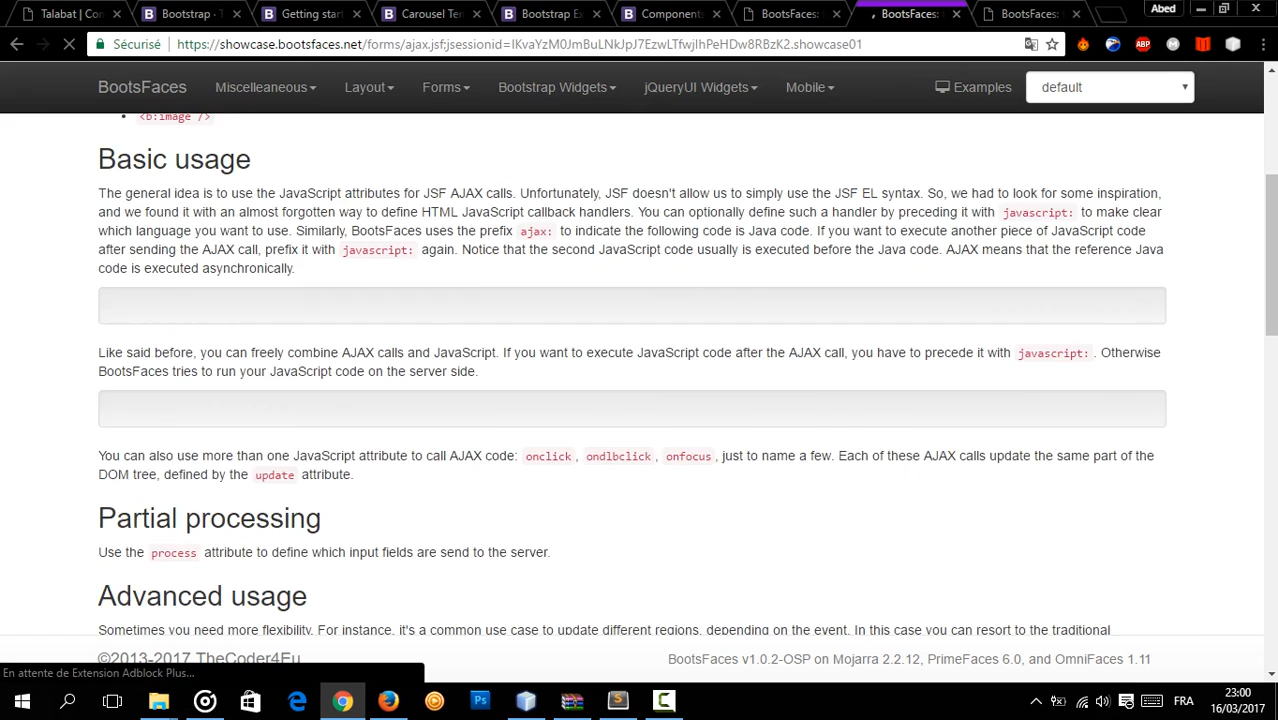 Talabat | Con
Bootstrap · T
Getting start
Carousel Tem
Bootstrap Ex
Components
BootsFaces:
BootsFaces:
BootsFaces:
Abed
Sécurisé
https://showcase.bootsfaces.net/forms/ajax.jsf;jsessionid=IKvaYzM0JmBuLNkJpJ7EzwLTfwjIhPeHDw8RBzK2.showcase01
BootsFaces Miscelleaneous Layout Forms Bootstrap Widgets jQueryUI Widgets Mobile Examples default
<b:image />
Basic usage
The general idea is to use the JavaScript attributes for JSF AJAX calls. Unfortunately, JSF doesn't allow us to simply use the JSF EL syntax. So, we had to look for some inspiration,
and we found it with an almost forgotten way to define HTML JavaScript callback handlers. You can optionally define such a handler by preceding it with javascript: to make clear
which language you want to use. Similarly, BootsFaces uses the prefix ajax: to indicate the following code is Java code. If you want to execute another piece of JavaScript code
after sending the AJAX call, prefix it with javascript: again. Notice that the second JavaScript code usually is executed before the Java code. AJAX means that the reference Java
code is executed asynchronically.
Like said before, you can freely combine AJAX calls and JavaScript. If you want to execute JavaScript code after the AJAX call, you have to precede it with javascript:. Otherwise
BootsFaces tries to run your JavaScript code on the server side.
You can also use more than one JavaScript attribute to call AJAX code: onclick, ondlbclick, onfocus, just to name a few. Each of these AJAX calls update the same part of the
DOM tree, defined by the update attribute.
Partial processing
Use the process attribute to define which input fields are send to the server.
Advanced usage
Sometimes you need more flexibility. For instance, it's a common use case to update different regions, depending on the event. In this case you can resort to the traditional
©2013-2017 TheCoder4Eu
BootsFaces v1.0.2-OSP on Mojarra 2.2.12, PrimeFaces 6.0, and OmniFaces 1.11
En attente de Extension Adblock Plus...
FRA
23:00
16/03/2017